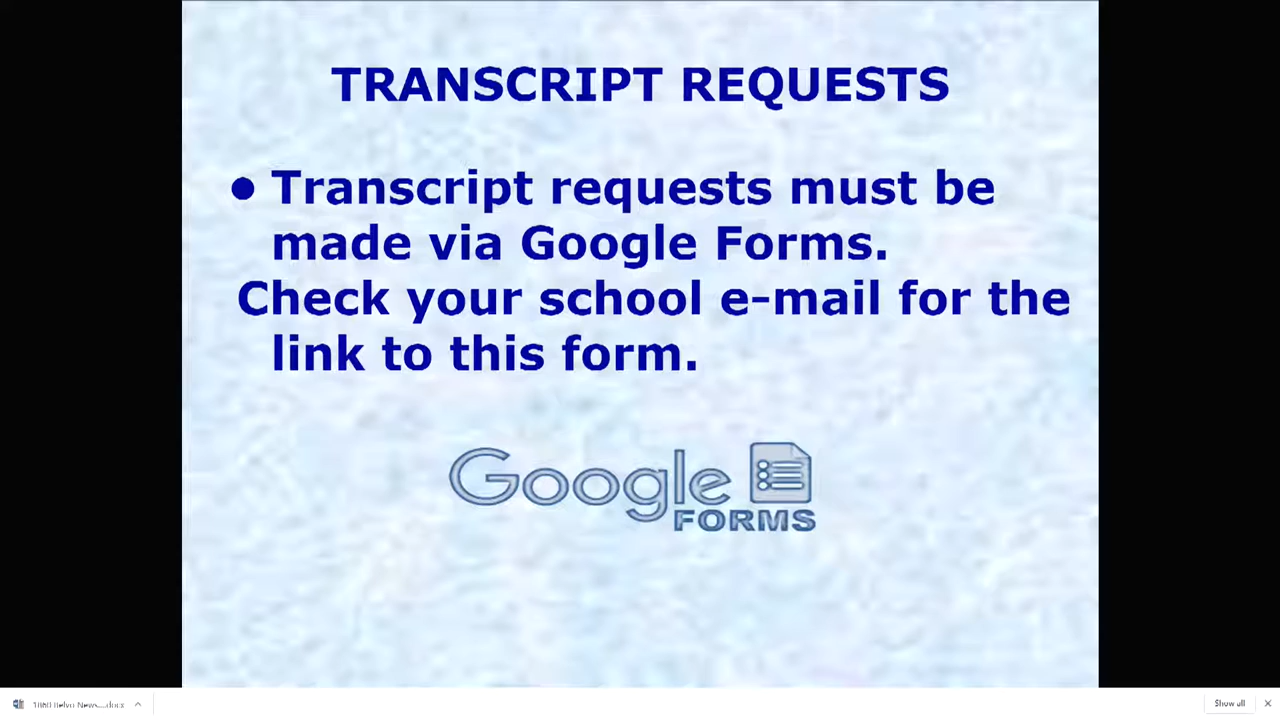 TRANSCRIPT REQUESTS
● Transcript requests must be
made via Google Forms.
Check your school e-mail for the
link to this form.
Google
FORMS
Show all